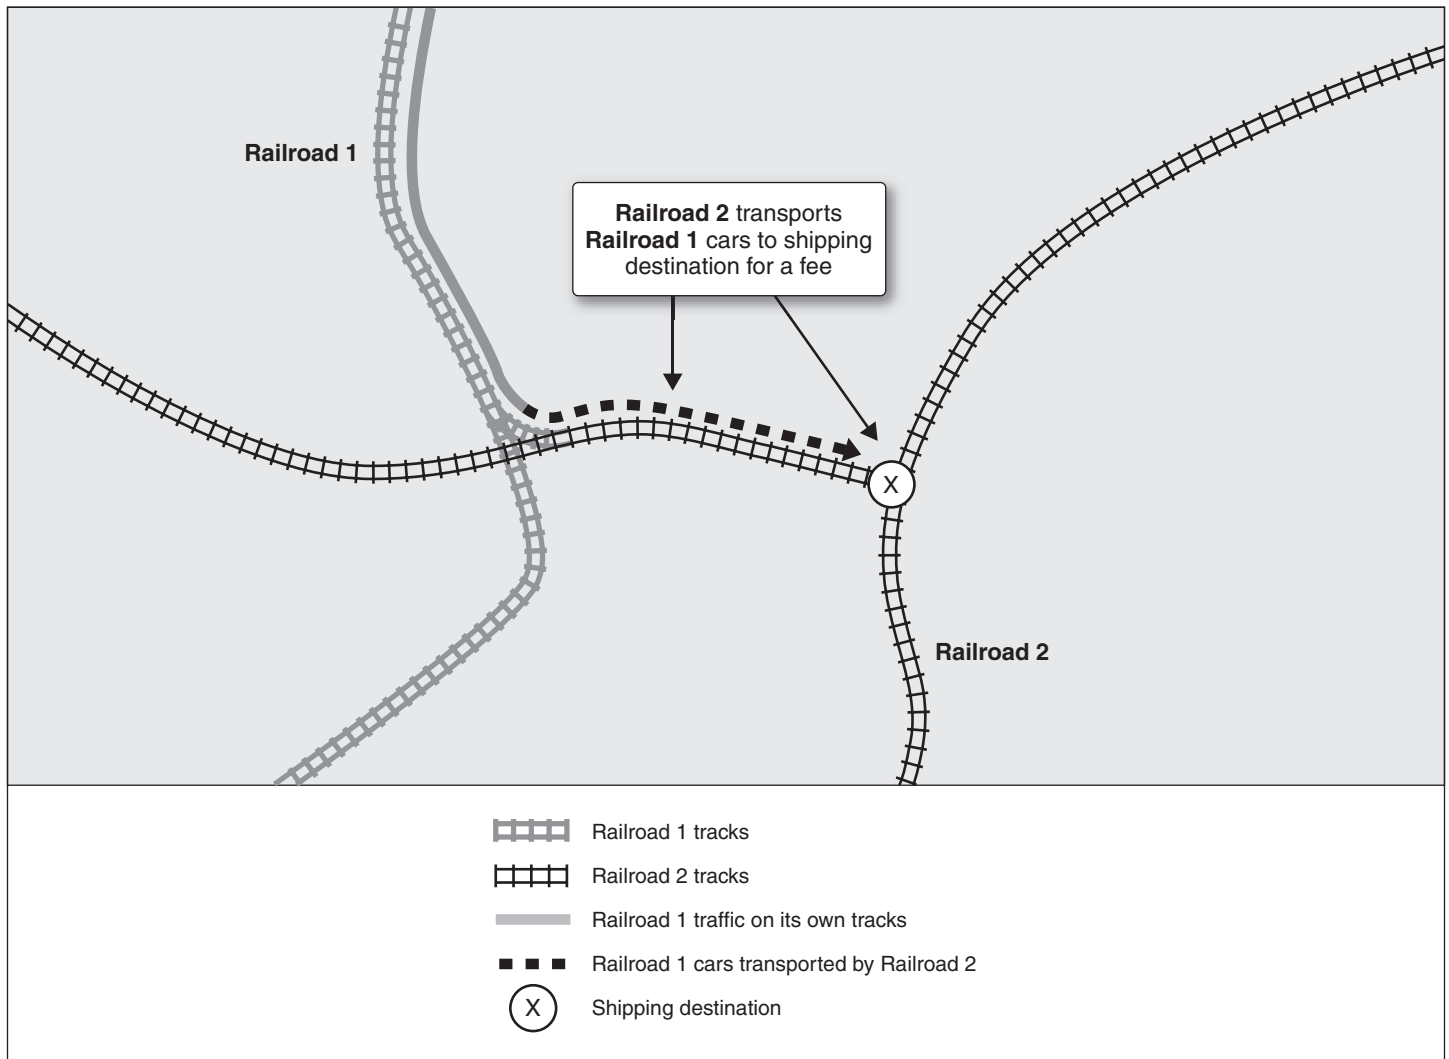 Railroad 1
Railroad 2 transports
Railroad 1 cars to shipping
destination for a fee
X
Railroad 2
Railroad 1 tracks
Railroad 2 tracks
Railroad 1 traffic on its own tracks
Railroad 1 cars transported by Railroad 2
X Shipping destination